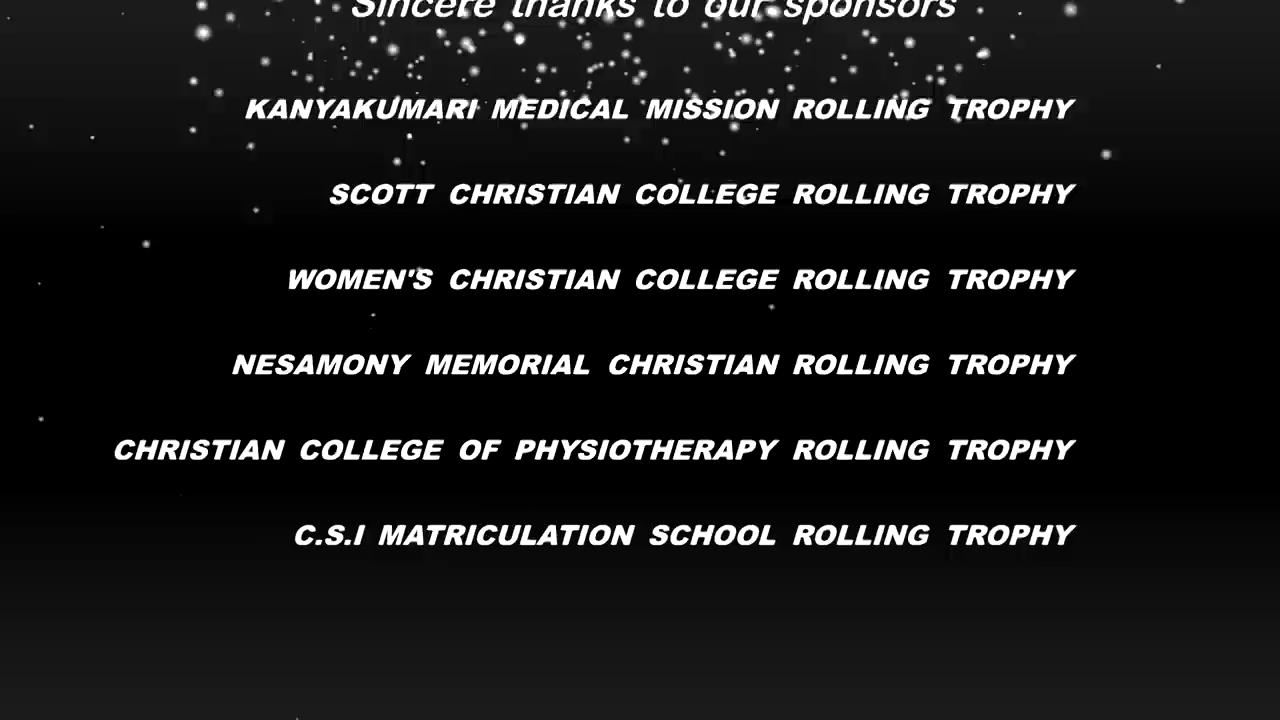 Sincere thanks to our sponsors
KANYAKUMARI MEDICAL MISSION ROLLING TROPHY
SCOTT CHRISTIAN COLLEGE ROLLING TROPHY
WOMEN'S CHRISTIAN COLLEGE ROLLING TROPHY
NESAMONY MEMORIAL CHRISTIAN ROLLING TROPHY
CHRISTIAN COLLEGE OF PHYSIOTHERAPY ROLLING TROPHY
C.S.I MATRICULATION SCHOOL ROLLING TROPHY